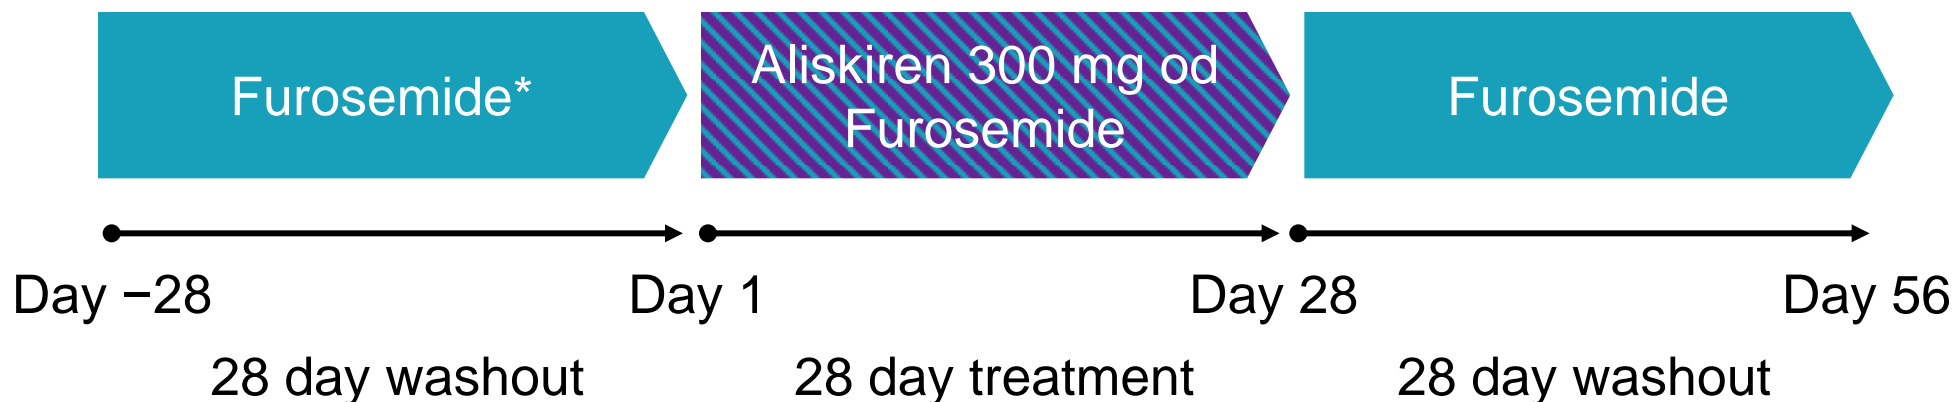 Furosemide*
Aliskiren 300 mg od
Furosemide
Furosemide
Day −28
Day 1
Day 28
Day 56
28 day washout
28 day treatment
28 day washout